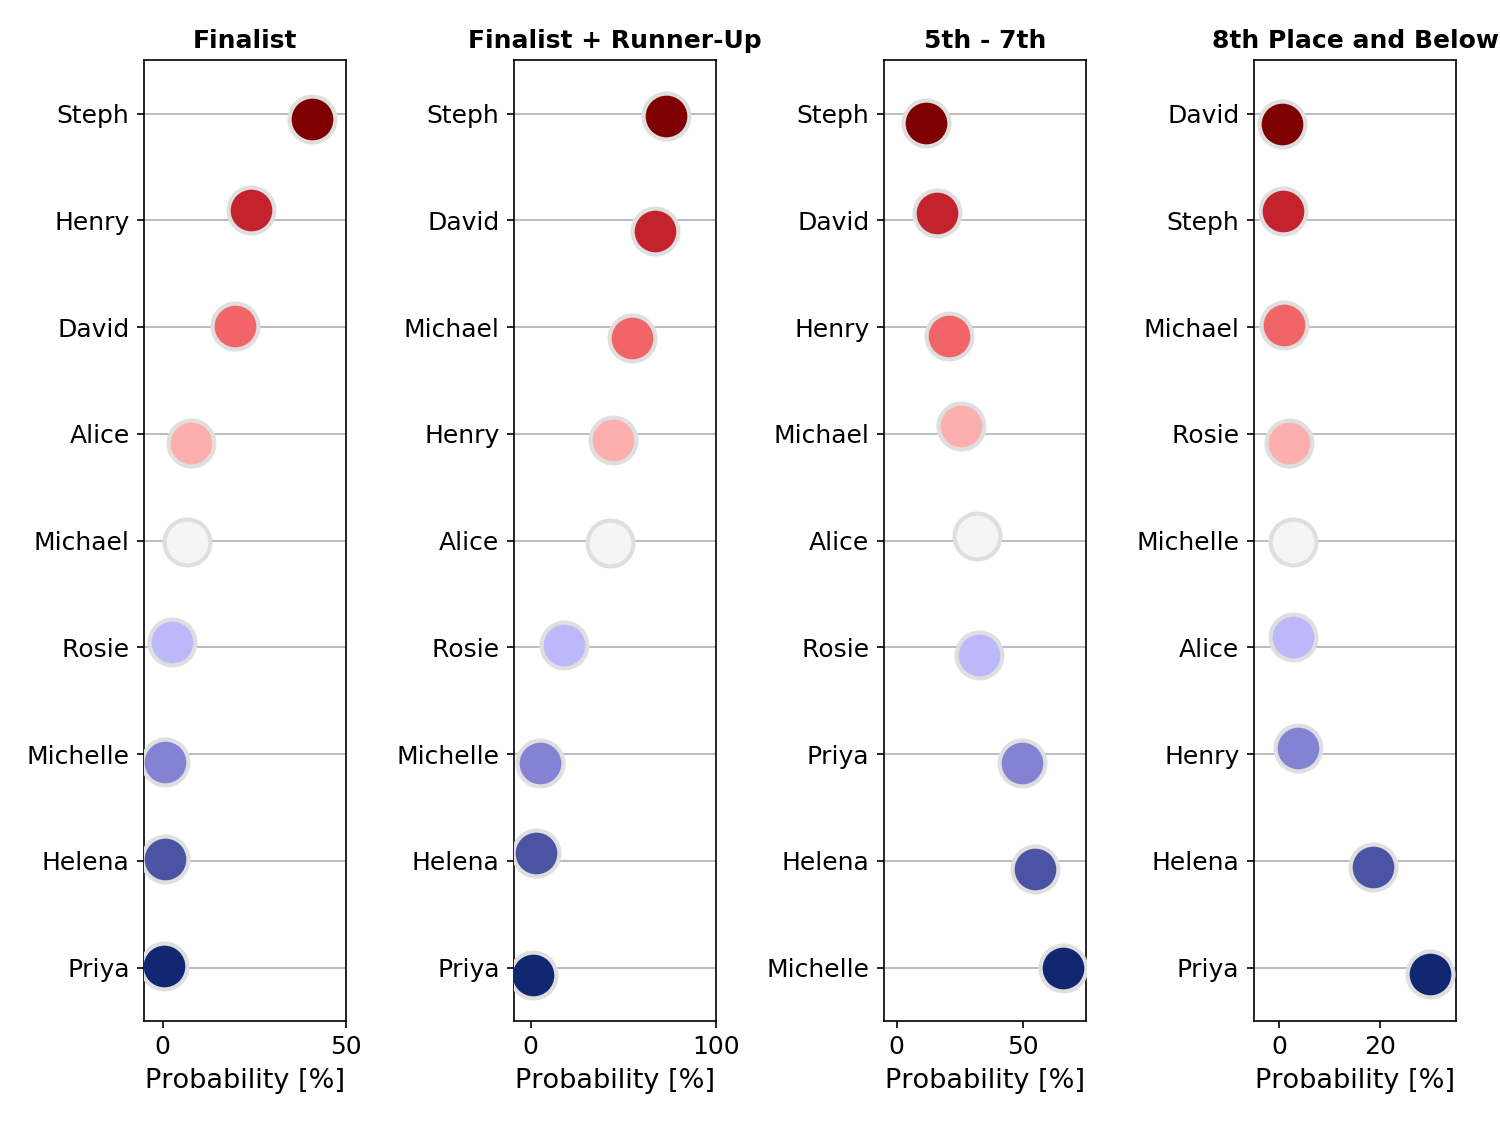 Finalist
Steph
Henry
David
Alice
Michael
Rosie
Michelle
Helena
Priya
0 50
Probability [%]
Finalist + Runner-Up
Steph
David
Michael
Henry
Alice
Rosie
Michelle
Helena
Priya
0 100
Probability [%]
5th - 7th
Steph
David
Henry
Michael
Alice
Rosie
Priya
Helena
Michelle
0 50
Probability [%]
8th Place and Below
David
Steph
Michael
Rosie
Michelle
Alice
Henry
Helena
Priya
0 20
Probability [%]